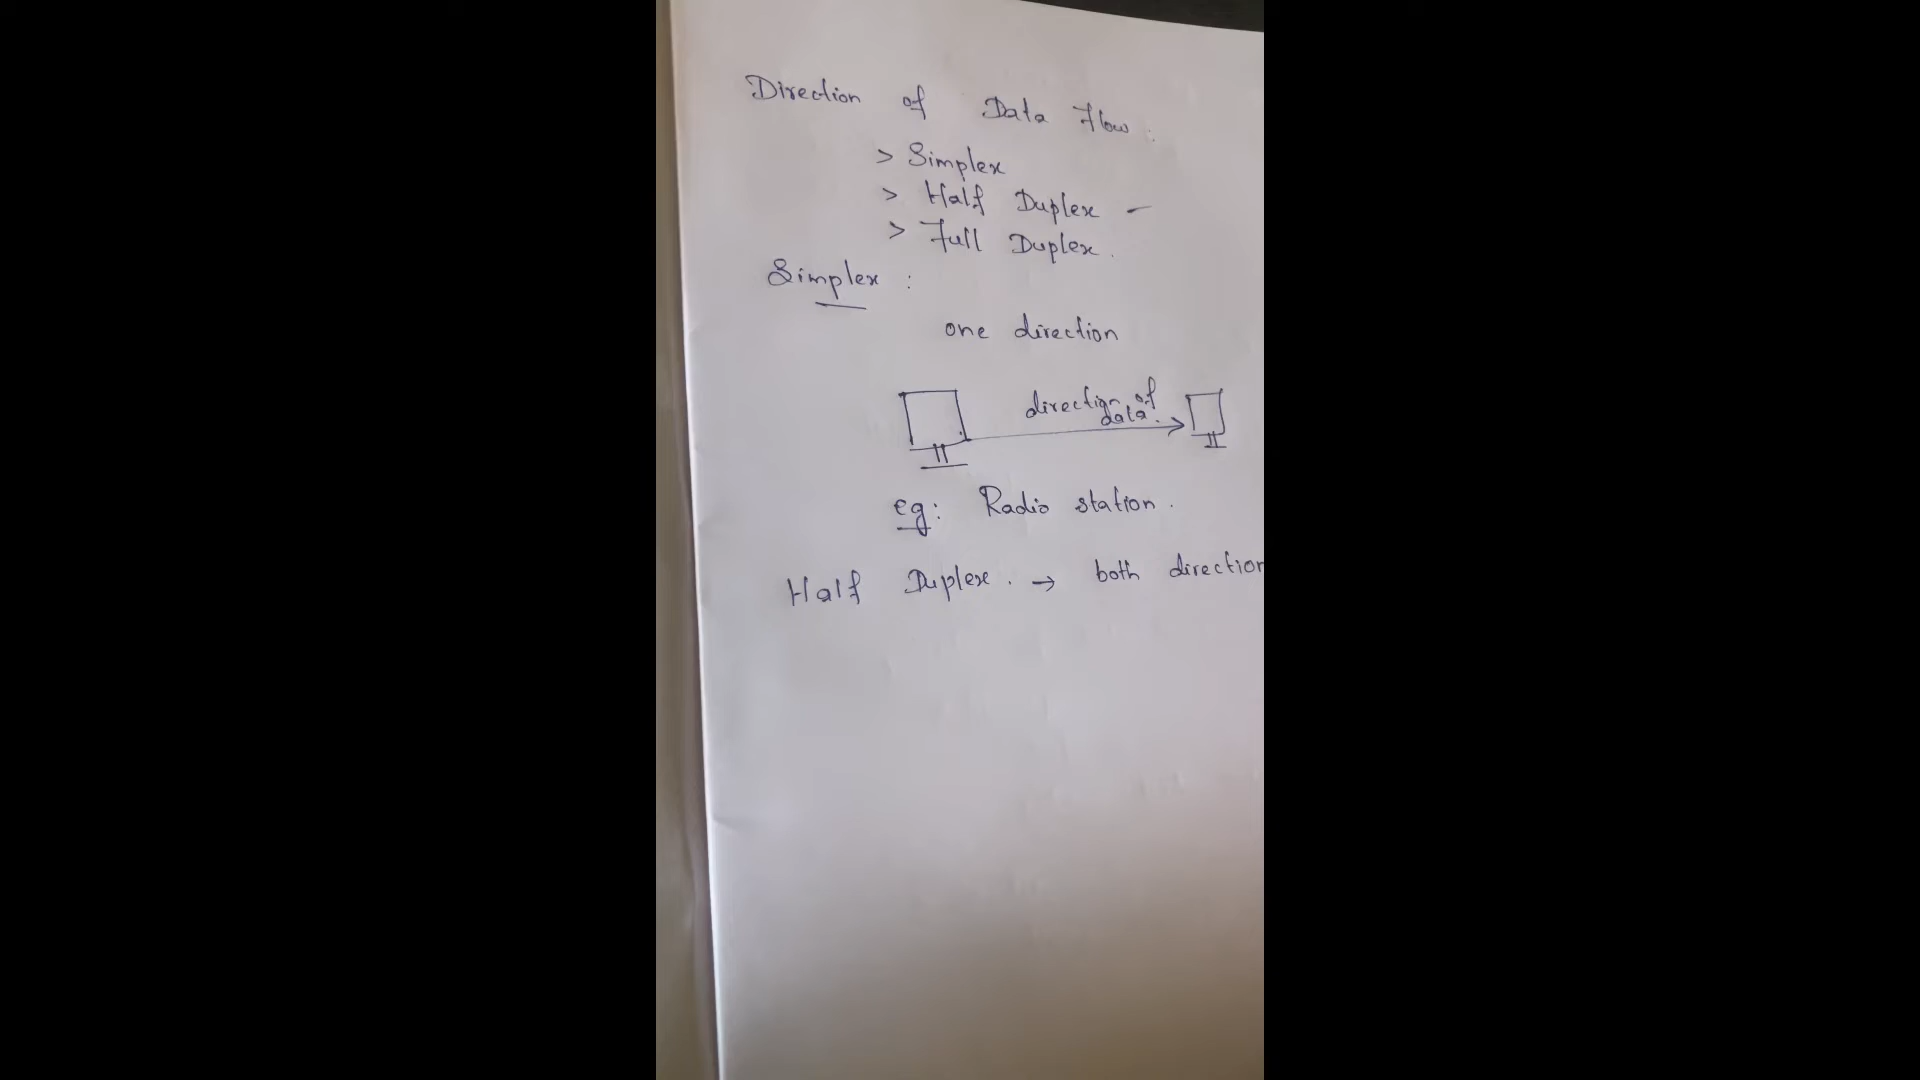 Direction of Data Flow:
> Simplex
> Half Duplex -
> Full Duplex.
Simplex :
one direction
direction of
data.
eg: Radio station.
Half Duplex. → both direction